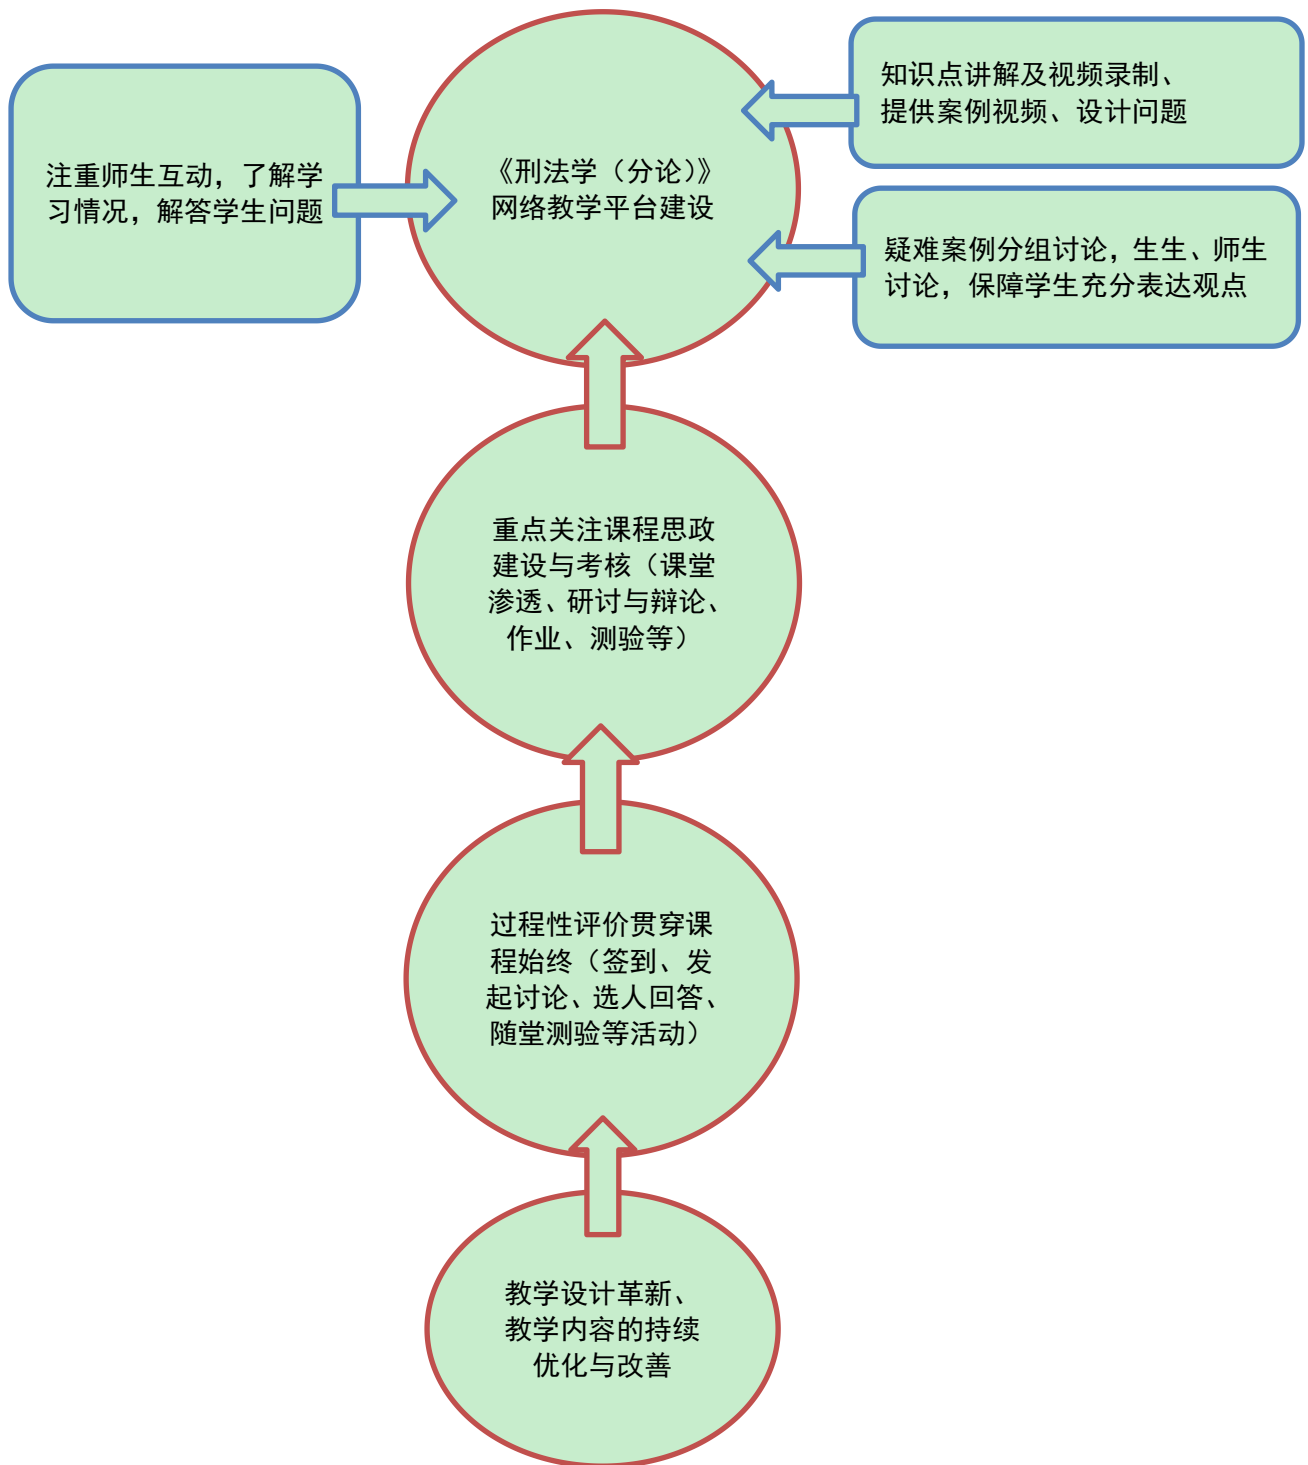 知识点讲解及视频录制、
提供案例视频、设计问题
注重师生互动，了解学
习情况，解答学生问题
《刑法学（分论）》
网络教学平台建设
疑难案例分组讨论，生生、师生
讨论，保障学生充分表达观点
重点关注课程思政
建设与考核（课堂
渗透、研讨与辩论、
作业、测验等）
过程性评价贯穿课
程始终（签到、发
起讨论、选人回答、
随堂测验等活动）
教学设计革新、
教学内容的持续
优化与改善